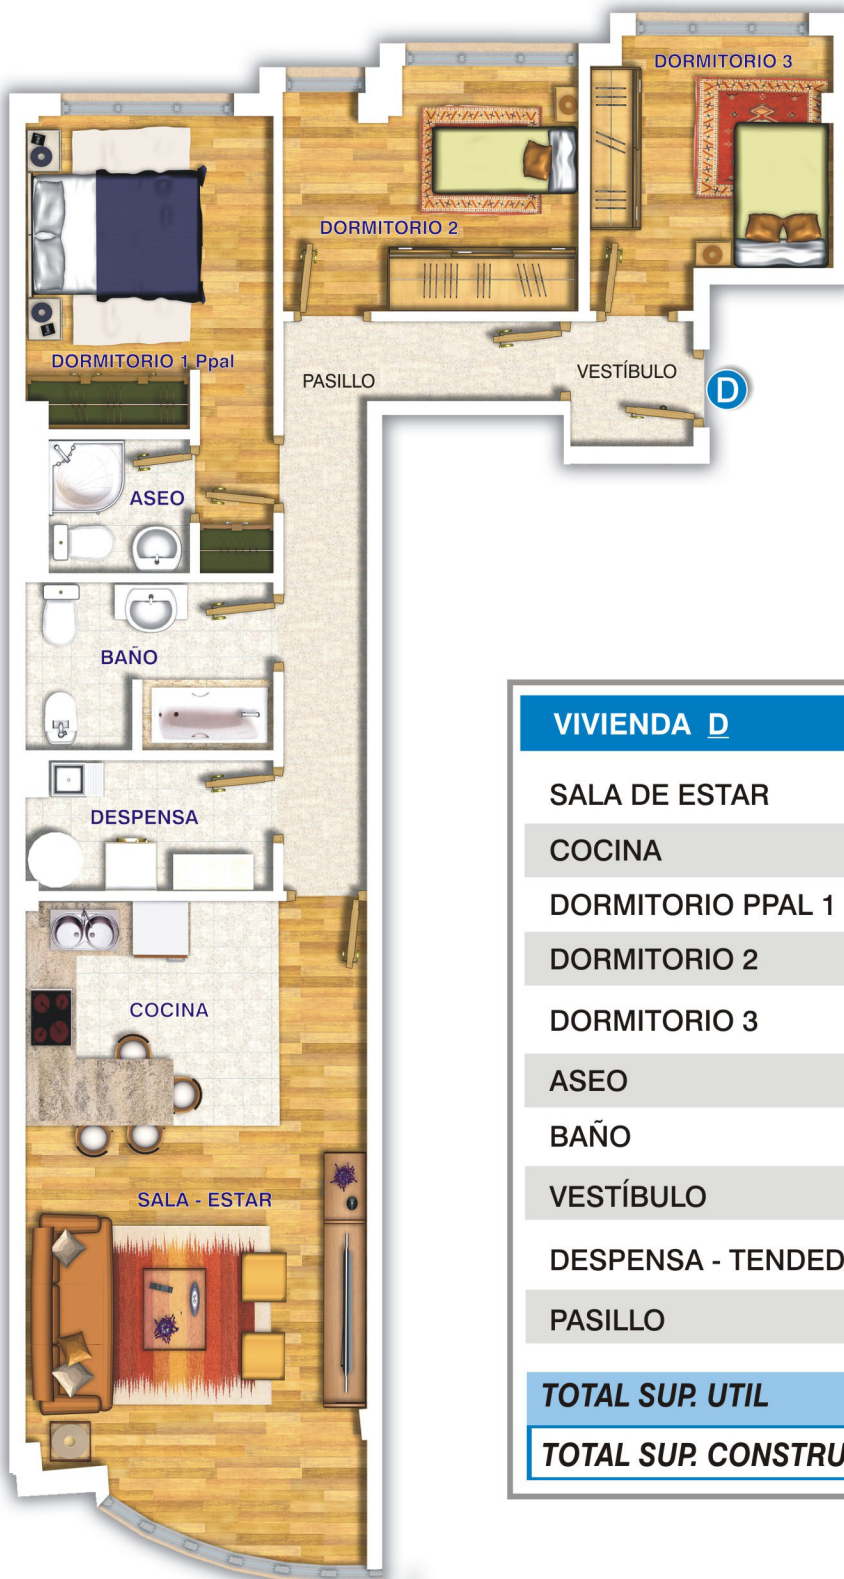 DORMITORIO 3
DORMITORIO 2
DORMITORIO 1 Ppal
PASILLO
VESTÍBULO
D
ASEO
BAÑO
DESPENSA
COCINA
SALA - ESTAR
VIVIENDA D
SALA DE ESTAR
COCINA
DORMITORIO PPAL 1
DORMITORIO 2
DORMITORIO 3
ASEO
BAÑO
VESTÍBULO
DESPENSA - TENDED
PASILLO
TOTAL SUP. UTIL
TOTAL SUP. CONSTRU